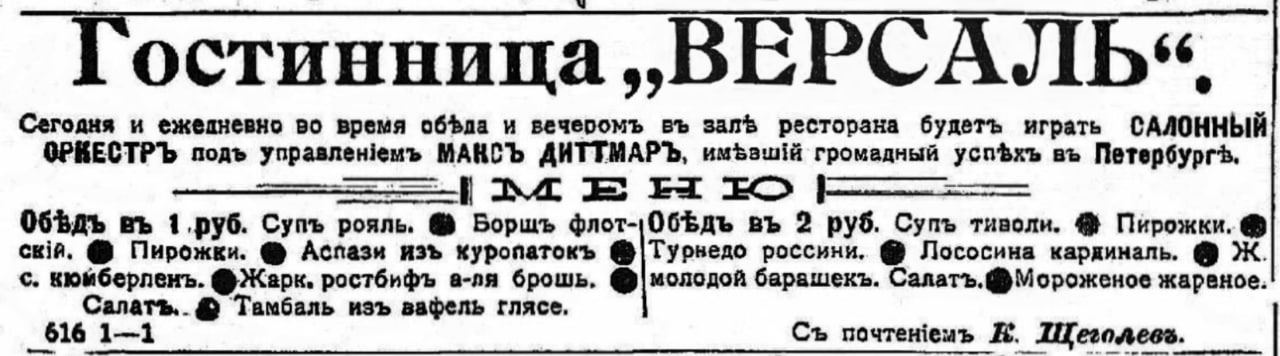 Гостинница „ВЕРСАЛЬ“.
Сегодня и ежедневно во время обѣда и вечеромъ въ залѣ ресторана будетъ играть САЛОННЫЙ
ОРКЕСТРЪ подъ управленіемъ МАКСЪ ДИТТМАРЪ, имѣвшій громадный успѣхъ въ Петербургѣ.
МЕНЮ
Обѣдъ въ 1 руб. Супъ рояль. ● Борщъ флот-
скій. ● Пирожки. ● Аспази изъ куропатокъ ●
с. кюмберленъ. ● Жарк. ростбифъ а-ля брошь. ●
Салатъ. ● Тамбаль изъ вафель глясе.
Обѣдъ въ 2 руб. Супъ тиволи. ● Пирожки. ●
Турнедо россини. ● Лососина кардиналь. ● Ж.
молодой барашекъ. Салатъ. ● Мороженое жареное.
616 1—1
Съ почтеніемъ К. Щеголевъ.